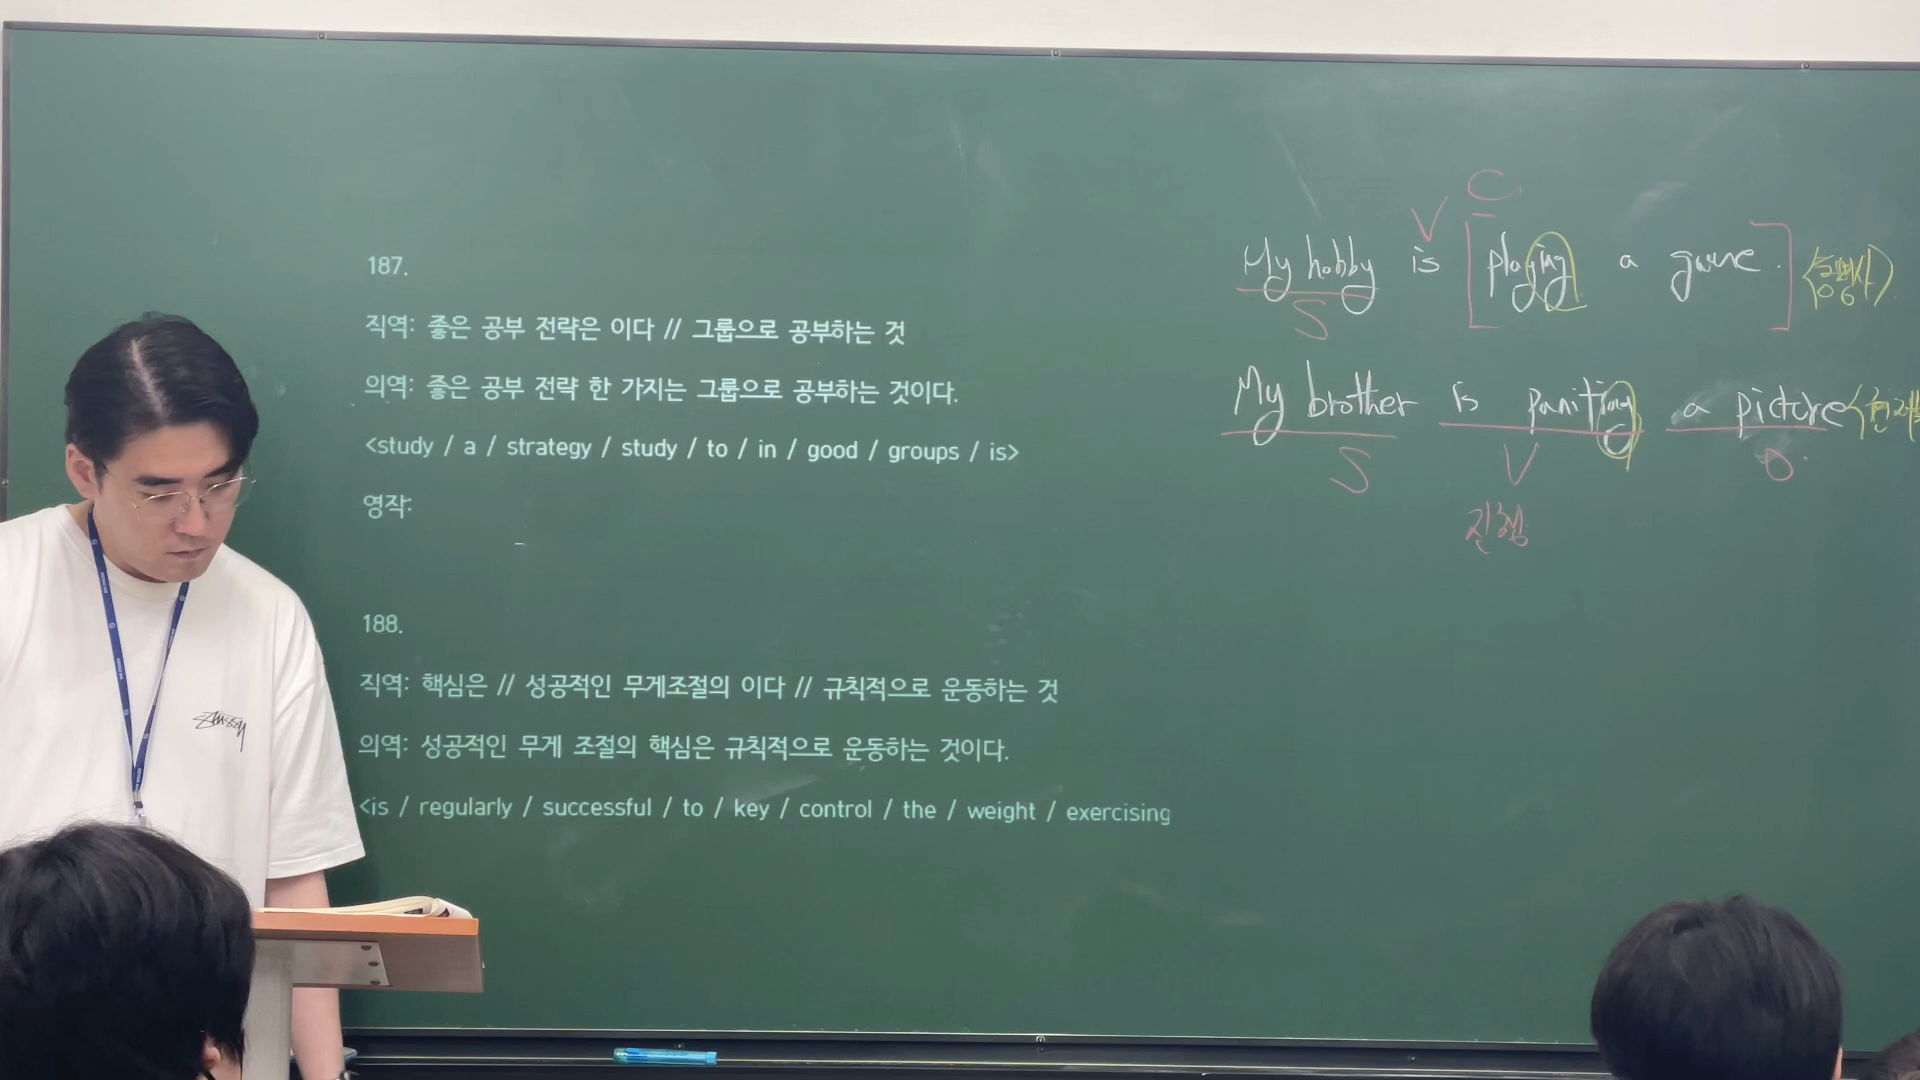 187.
직역: 좋은 공부 전략은 이다 // 그룹으로 공부하는 것
의역: 좋은 공부 전략 한 가지는 그룹으로 공부하는 것이다.
<study / a / strategy / study / to / in / good / groups / is>
영작:
188.
직역: 핵심은 // 성공적인 무게조절의 이다 // 규칙적으로 운동하는 것
의역: 성공적인 무게 조절의 핵심은 규칙적으로 운동하는 것이다.
<is / regularly / successful / to / key / control / the / weight / exercising
V C
My hobby is [playing a game.] <동명사>
S
My brother is paniting a picture
S V O.
진행
STUSSY